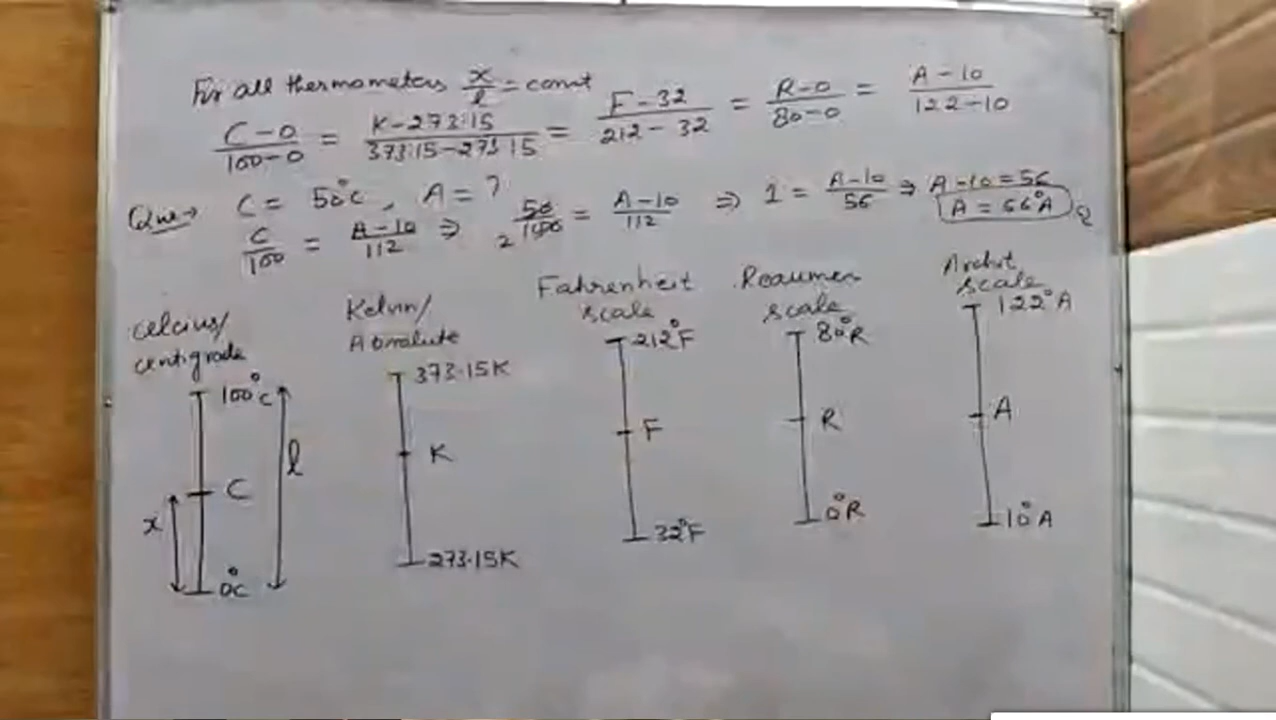 For all thermometers x/l = const
C-0/100-0 = K-273.15/373.15-273.15 = F-32/212-32 = R-0/80-0 = A-10/122-10
Que→ C = 50°C, A = ?
C/100 = A-10/112 ⇒ 50/100 2 = A-10/112 ⇒ 1 = A-10/56 ⇒ A-10=56
A = 66°A
Celcius/
centigrade
100°C
l
C
x
0°C
Kelvin/
Absolute
373.15K
K
273.15K
Fahrenheit
scale
212°F
F
32°F
Reaumer
scale
80°R
R
0°R
scale
122°A
A
10°A